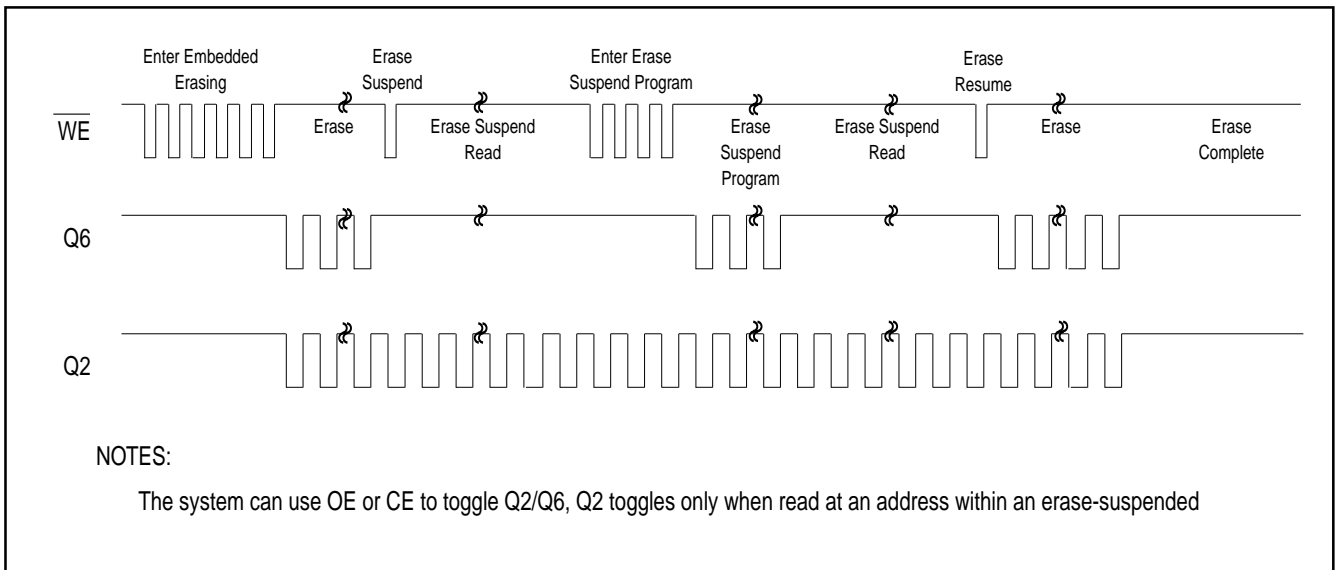 Enter Embedded
Erasing
Erase
Suspend
Enter Erase
Suspend Program
Erase
Resume
WE
Erase
Erase Suspend
Read
Erase
Suspend
Program
Erase Suspend
Read
Erase
Erase
Complete
Q6
Q2
NOTES:
The system can use OE or CE to toggle Q2/Q6, Q2 toggles only when read at an address within an erase-suspended